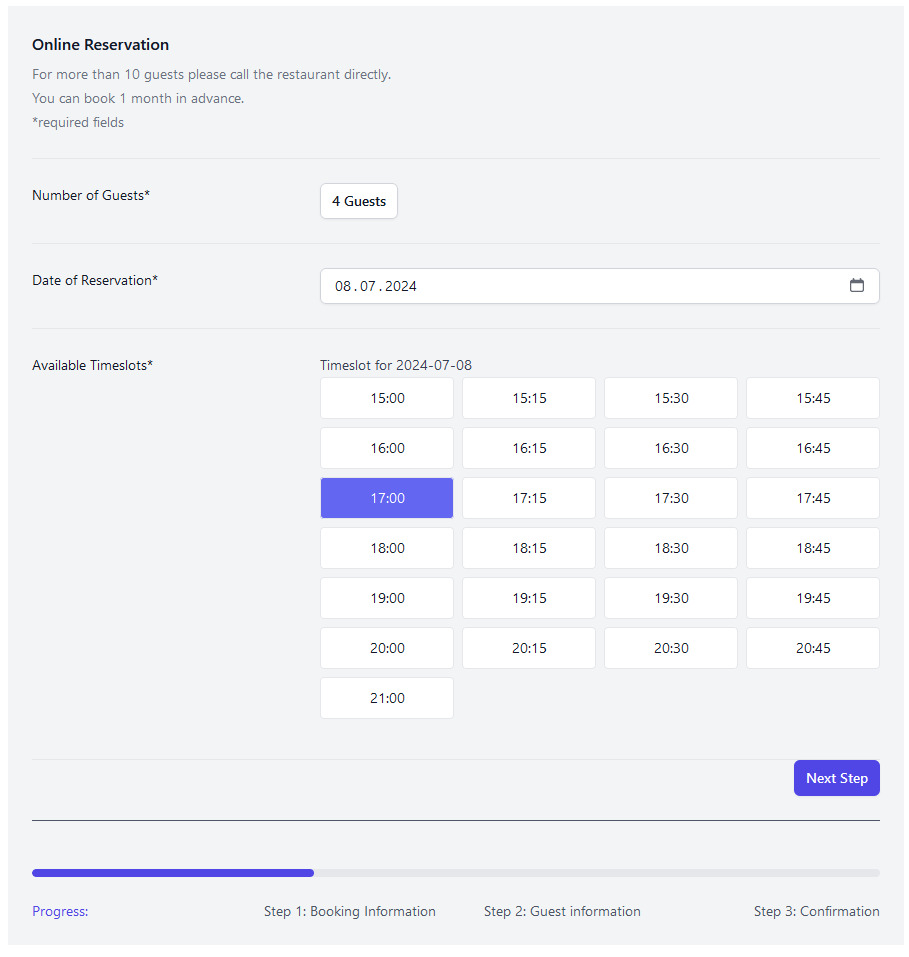 Online Reservation
For more than 10 guests please call the restaurant directly.
You can book 1 month in advance.
*required fields
Number of Guests*
4 Guests
Date of Reservation*
08.07.2024
Available Timeslots*
Timeslot for 2024-07-08
15:00 15:15 15:30 15:45
16:00 16:15 16:30 16:45
17:00 17:15 17:30 17:45
18:00 18:15 18:30 18:45
19:00 19:15 19:30 19:45
20:00 20:15 20:30 20:45
21:00
Next Step
Progress: Step 1: Booking Information Step 2: Guest information Step 3: Confirmation